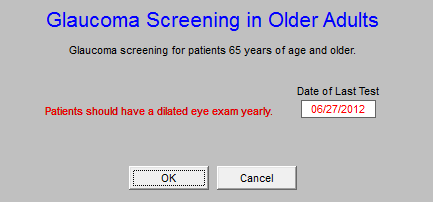 Glaucoma Screening in Older Adults
Glaucoma screening for patients 65 years of age and older.
Date of Last Test
Patients should have a dilated eye exam yearly.
06/27/2012
OK
Cancel